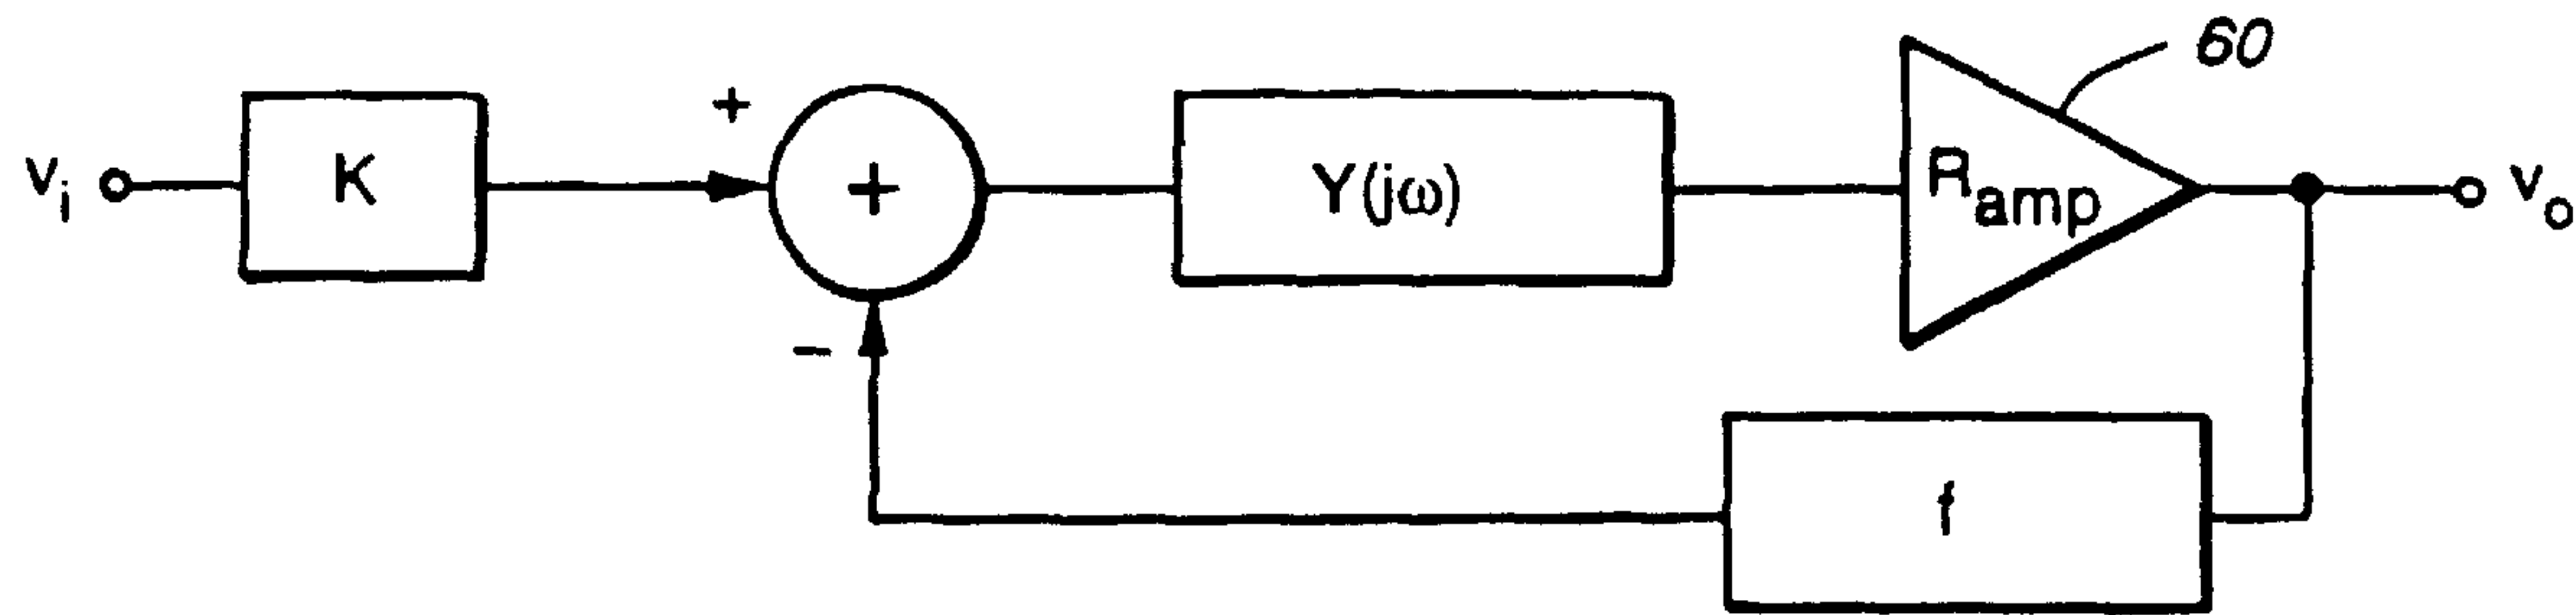 60
+
v_i
K
+
Y(jω)
R_amp
v_o
-
f